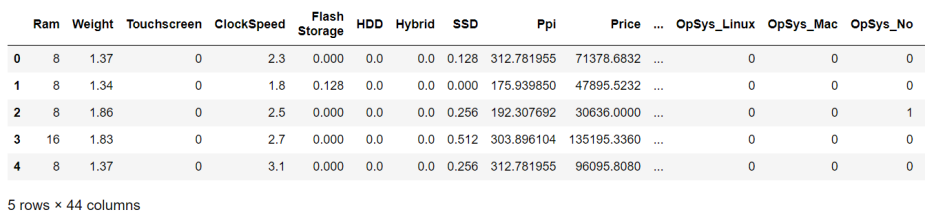 Ram Weight Touchscreen ClockSpeed Flash Storage HDD Hybrid SSD Ppi Price ... OpSys_Linux OpSys_Mac OpSys_No
0 8 1.37 0 2.3 0.000 0.0 0.0 0.128 312.781955 71378.6832 ... 0 0 0
1 8 1.34 0 1.8 0.128 0.0 0.0 0.000 175.939850 47895.5232 ... 0 0 0
2 8 1.86 0 2.5 0.000 0.0 0.0 0.256 192.307692 30636.0000 ... 0 0 1
3 16 1.83 0 2.7 0.000 0.0 0.0 0.512 303.896104 135195.3360 ... 0 0 0
4 8 1.37 0 3.1 0.000 0.0 0.0 0.256 312.781955 96095.8080 ... 0 0 0
5 rows × 44 columns